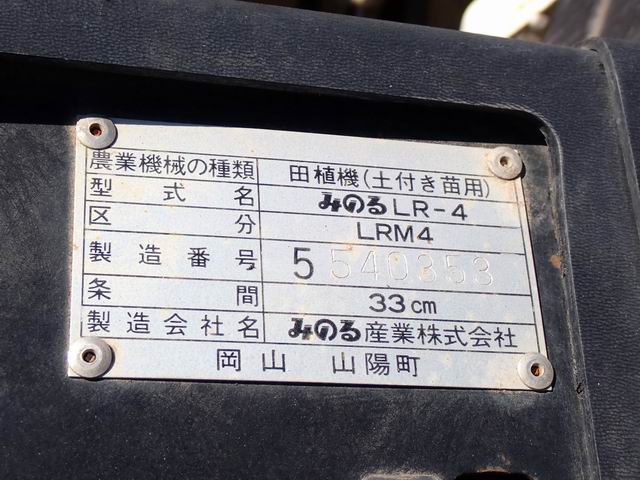 農業機械の種類 田植機(土付き苗用)
型式名 みのるLR-4
区分 LRM4
製造番号 5 540353
条間 33cm
製造会社名 みのる産業株式会社
岡山 山陽町